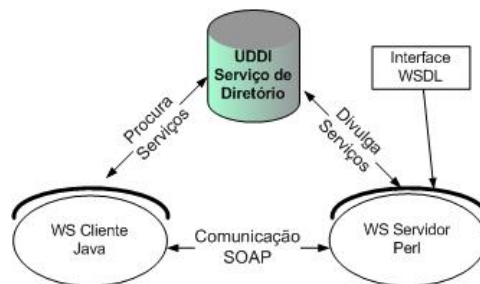 UDDI
Serviço de
Diretório
Interface
WSDL
Procura
Serviços
Divulga
Serviços
WS Cliente
Java
Comunicação
SOAP
WS Servidor
Perl